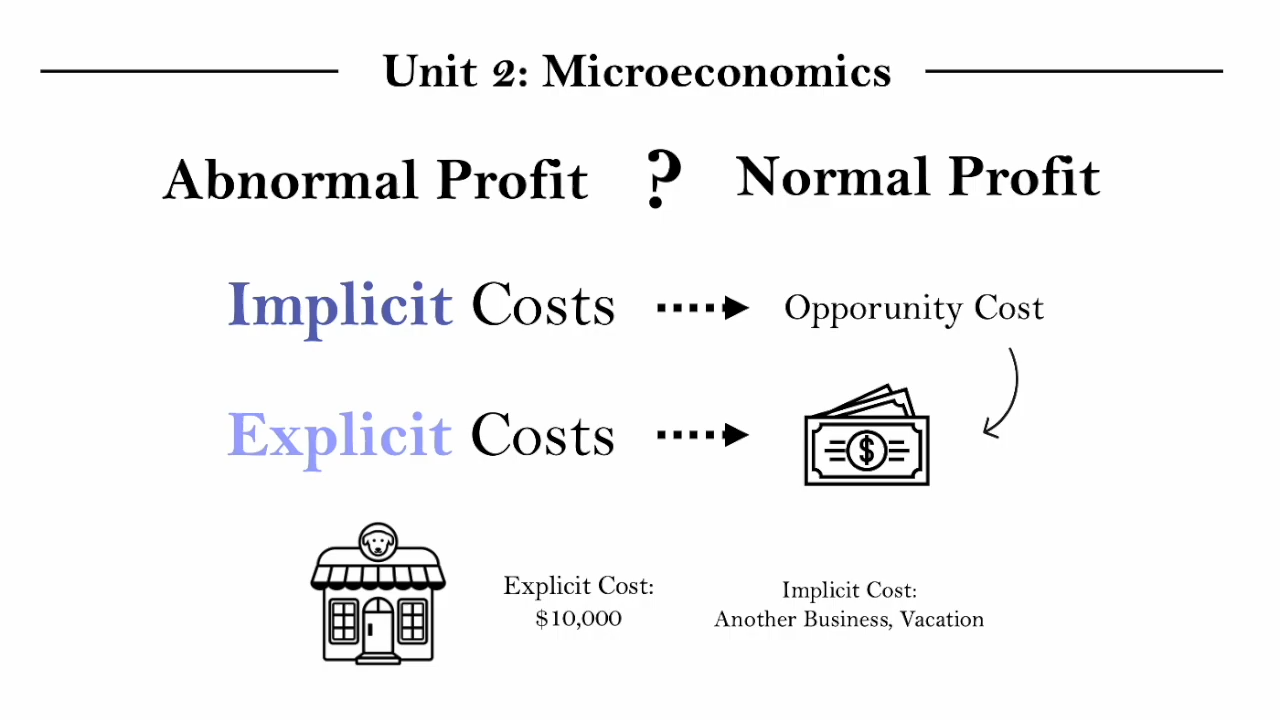 Unit 2: Microeconomics
Abnormal Profit ? Normal Profit
Implicit Costs Opporunity Cost
Explicit Costs
$
Explicit Cost:
$10,000
Implicit Cost:
Another Business, Vacation